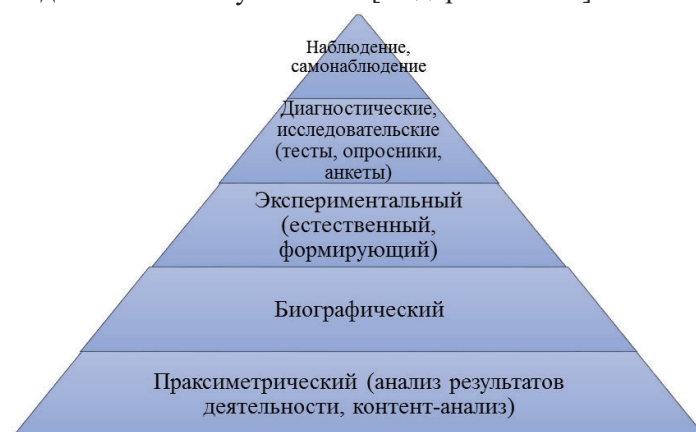 Наблюдение,
самонаблюдение
Диагностические,
исследовательские
(тесты, опросники,
анкеты)
Экспериментальный
(естественный,
формирующий)
Биографический
Праксиметрический (анализ результатов
деятельности, контент-анализ)